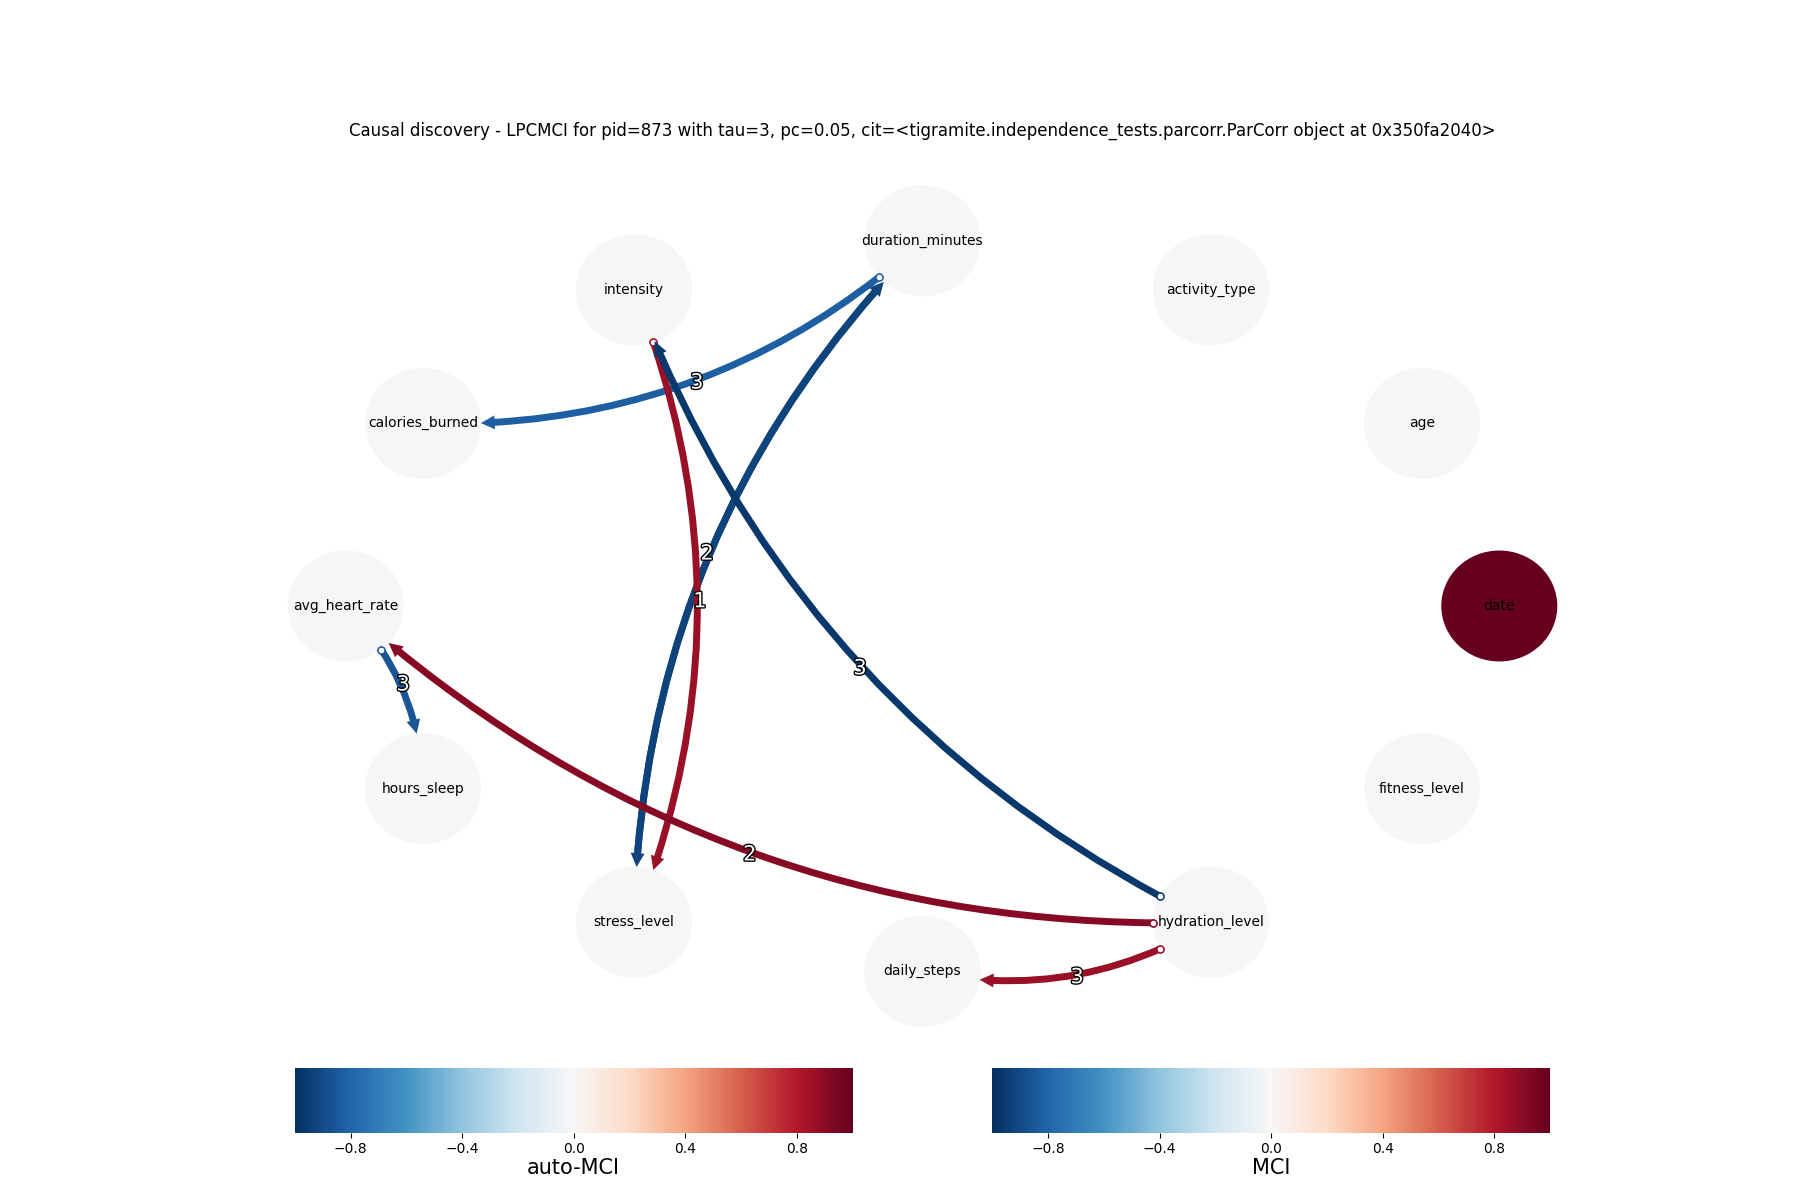 Causal discovery - LPCMCI for pid=873 with tau=3, pc=0.05, cit=<tigramite.independence_tests.parcorr.ParCorr object at 0x350fa2040>
duration_minutes
intensity
activity_type
3
calories_burned
age
2
1
avg_heart_rate
date
3
3
hours_sleep
fitness_level
2
stress_level
hydration_level
daily_steps
3
−0.8 −0.4 0.0 0.4 0.8
auto-MCI
−0.8 −0.4 0.0 0.4 0.8
MCI